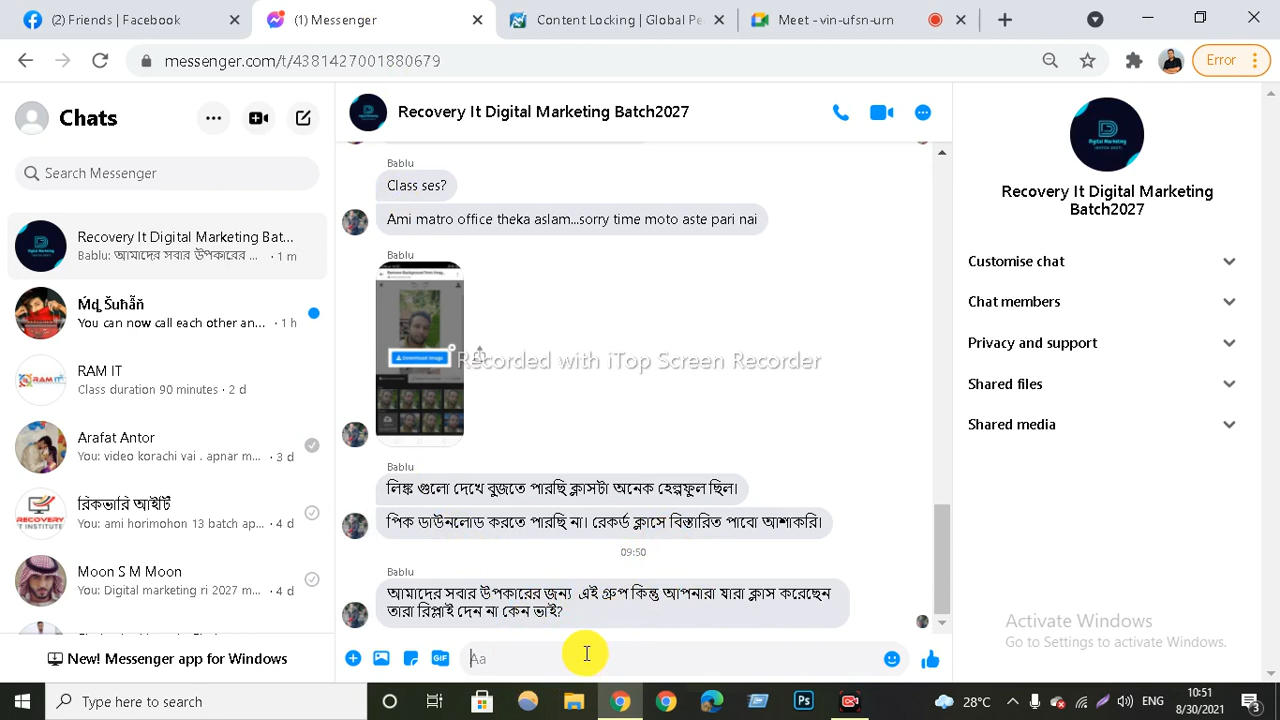 (1) Friends | Facebook
(1) Messenger
Content Locking | Global Pe
Meet - vin-ufsn-urn
messenger.com/t/4381427001880679
Error
Chats
Search Messenger
Recovery It Digital Marketing Bat...
1 m
You can now call each other an... · 1 h
RAM IT
Class duration 90 minutes · 2 d
Arafat Antor
You: video korachi vai . apnar m... · 3 d
রিকভারি আইটি
You: ami horimohon 13 batch ap... · 4 d
Moon S M Moon
You: Digital marketing ri 2027 m... · 4 d
New! Messenger app for Windows
Recovery It Digital Marketing Batch2027
Bablu
Class ses?
Ami matro office theka aslam...sorry time moto aste pari nai
Bablu
Download Image
Recorded with iTop Screen Recorder
Bablu
লিঙ্ক গুলো দেখে বুজতে পারছি ক্লাসটা অনেক হেল্পফুল ছিল।
পিক ডাউনলোড করতে পারছি না। রেকর্ড ক্লাসে বিস্তারিত পাবো আশাকরি।
09:50
Bablu
আমাদের সবার উপকারের জন্য এই গ্রুপ কিন্তু আপনারা যারা ক্লাস করেছেন
তারা রিপ্লাই দেন না কেন ভাই?
Aa
Recovery It Digital Marketing
Batch2027
Customise chat
Chat members
Privacy and support
Shared files
Shared media
Activate Windows
Go to Settings to activate Windows.
Type here to search
28°C
ENG
10:51
8/30/2021